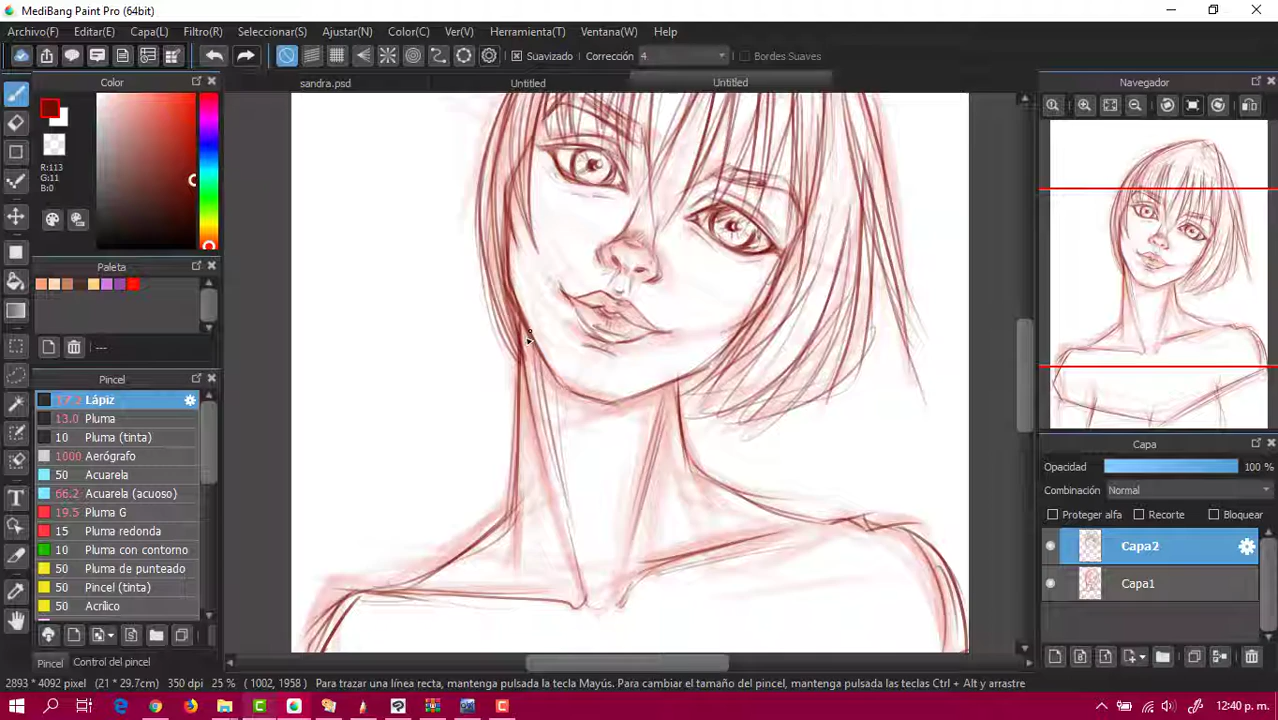 MediBang Paint Pro (64bit)
Archivo(F) Editar(E) Capa(L) Filtro(R) Seleccionar(S) Ajustar(N) Color(C) Ver(V) Herramienta(T) Ventana(W) Help
Suavizado Corrección 4 Bordes Suaves
Color
sandra.psd Untitled Untitled
Navegador
R:113
G:11
B:0
Paleta
---
Pincel
Lápiz
13.0 Pluma
10 Pluma (tinta)
1000 Aerógrafo
50 Acuarela
66.2 Acuarela (acuoso)
19.5 Pluma G
15 Pluma redonda
10 Pluma con contorno
50 Pluma de punteado
50 Pincel (tinta)
50 Acrílico
Pincel Control del pincel
Capa
Opacidad 100 %
Combinación Normal
Proteger alfa Recorte Bloquear
Capa2
Capa1
2893 * 4092 pixel (21 * 29.7cm) 350 dpi 25 % ( 1002, 1958 ) Para trazar una línea recta, mantenga pulsada la tecla Mayús. Para cambiar el tamaño del pincel, mantenga pulsadas las teclas Ctrl + Alt y arrastre
12:40 p. m.